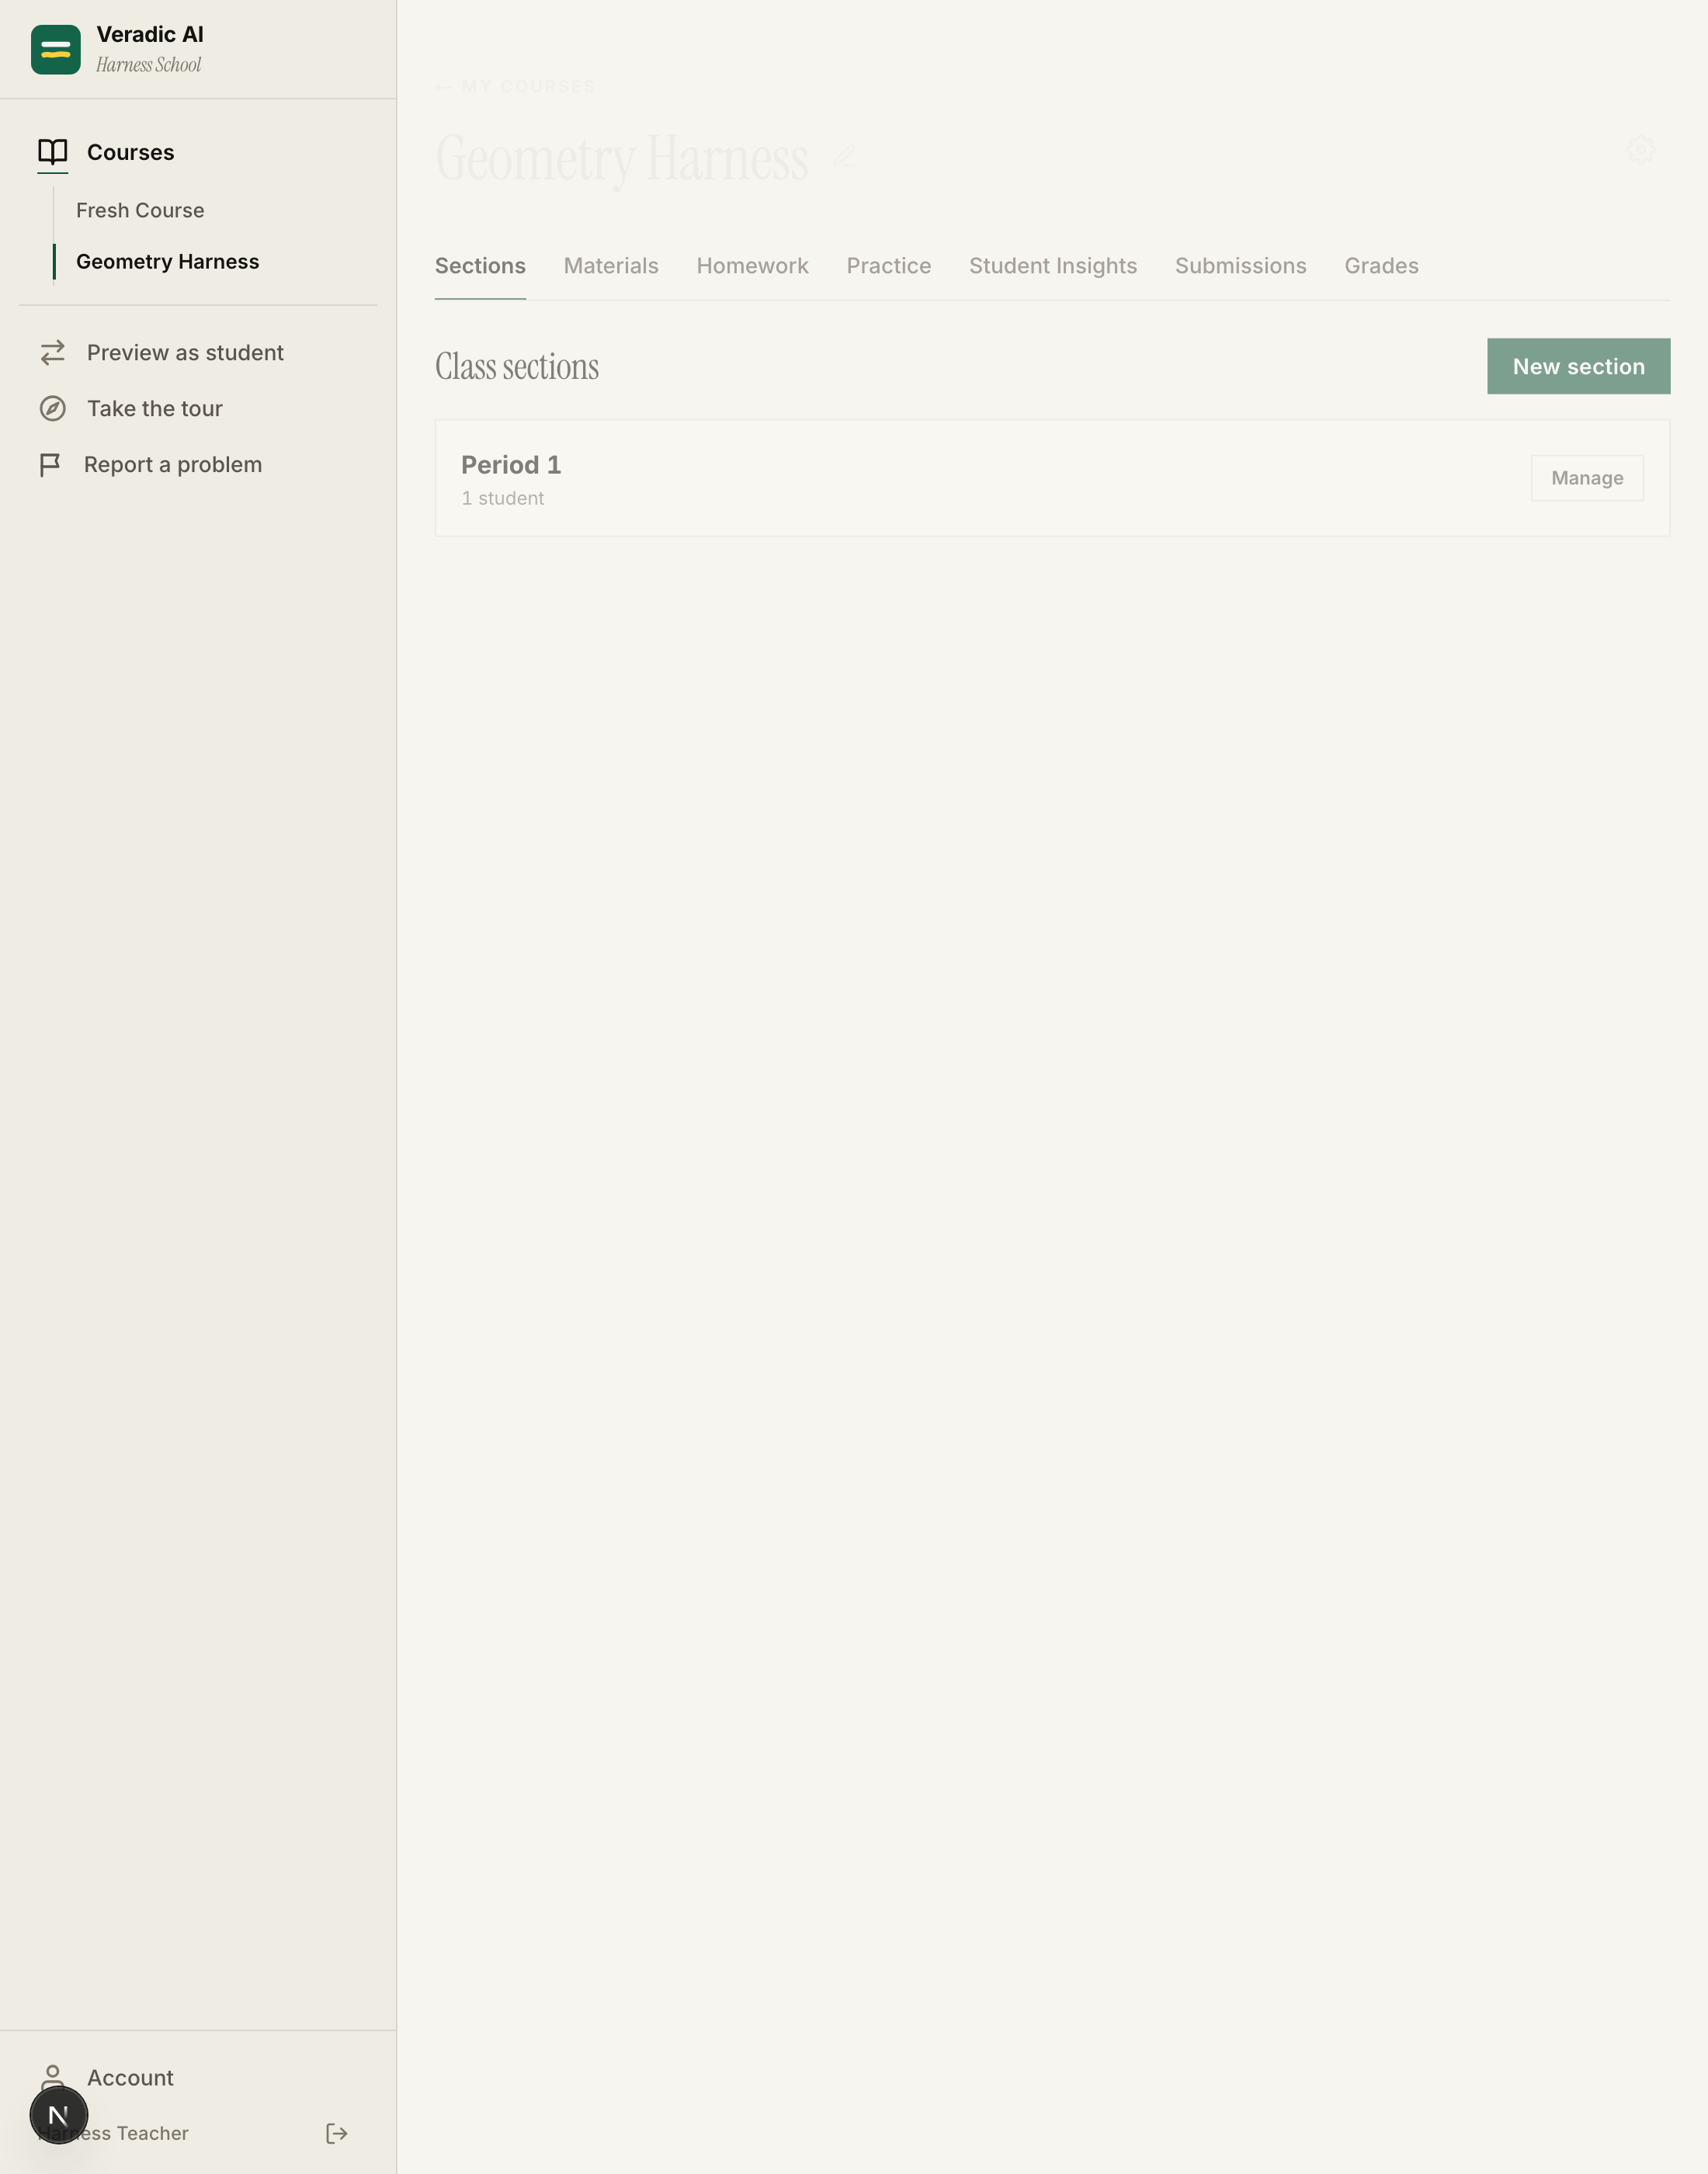 Veradic AI
Harness School
Courses
Fresh Course
Geometry Harness
Preview as student
Take the tour
Report a problem
Account
ess Teacher
← MY COURSES
Geometry Harness
Sections Materials Homework Practice Student Insights Submissions Grades
Class sections
New section
Period 1
1 student
Manage